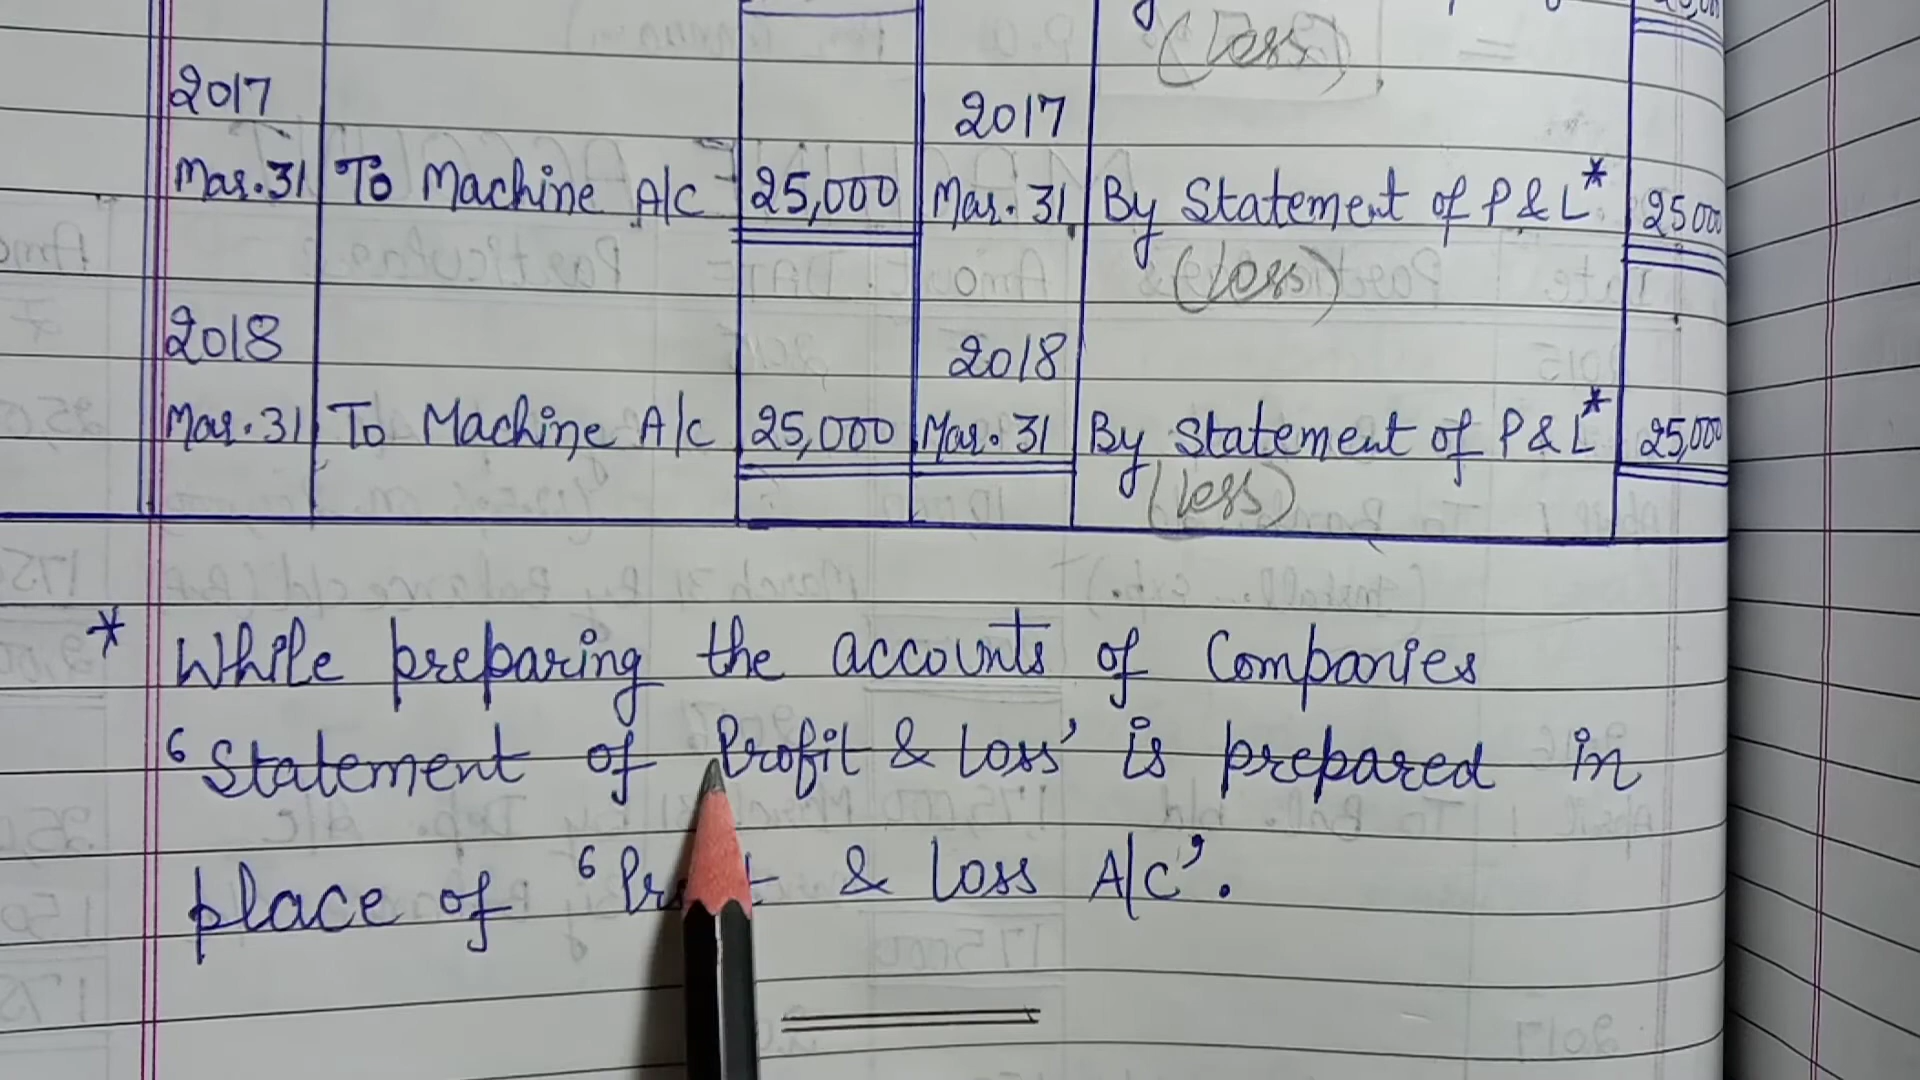 (Loss)
2017 2017
Mar.31 To Machine A/c 25,000 Mar. 31 By Statement of P & L* 25000
(Loss)
2018 2018
Mar.31 To Machine A/c 25,000 Mar. 31 By Statement of P & L* 25,000
(Loss)
* While preparing the accounts of Companies
'Statement of Profit & Loss' is prepared in
place of & Loss A/c'.